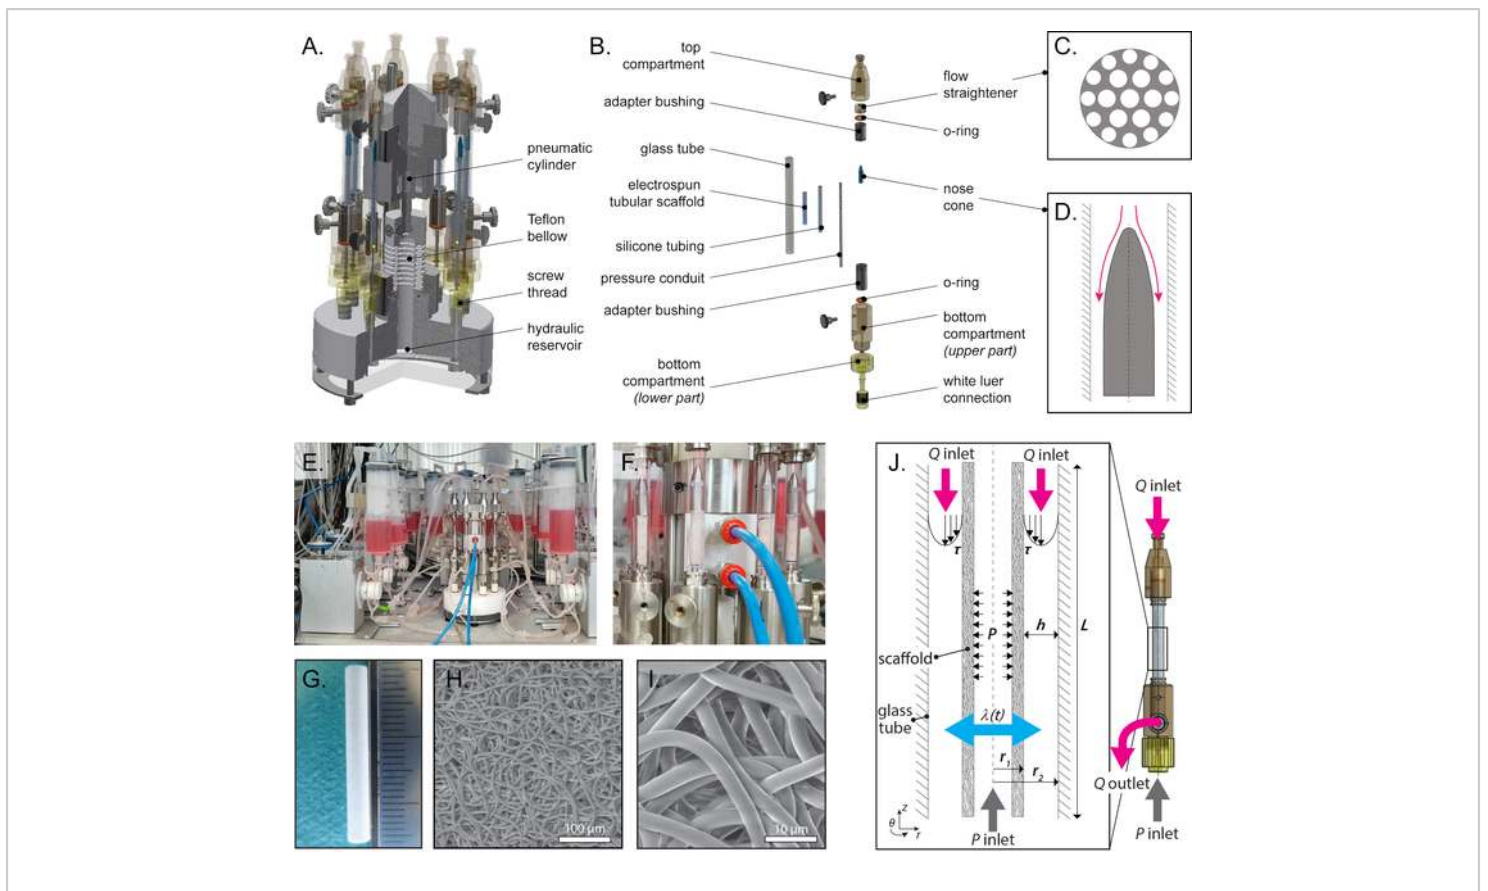 A.
pneumatic
cylinder
Teflon
bellow
screw
thread
hydraulic
reservoir
B.
top
compartment
adapter bushing
glass tube
electrospun
tubular scaffold
silicone tubing
pressure conduit
adapter bushing
bottom
compartment
(lower part)
flow
straightener
o-ring
nose
cone
o-ring
bottom
compartment
(upper part)
white luer
connection
C.
D.
E.
F.
G.
H.
100 µm
I.
10 µm
J.
Q inlet
Q inlet
τ
τ
P
h
L
scaffold
glass
tube
λ(t)
r1
r2
z
θ
r
P inlet
Q inlet
Q outlet
P inlet